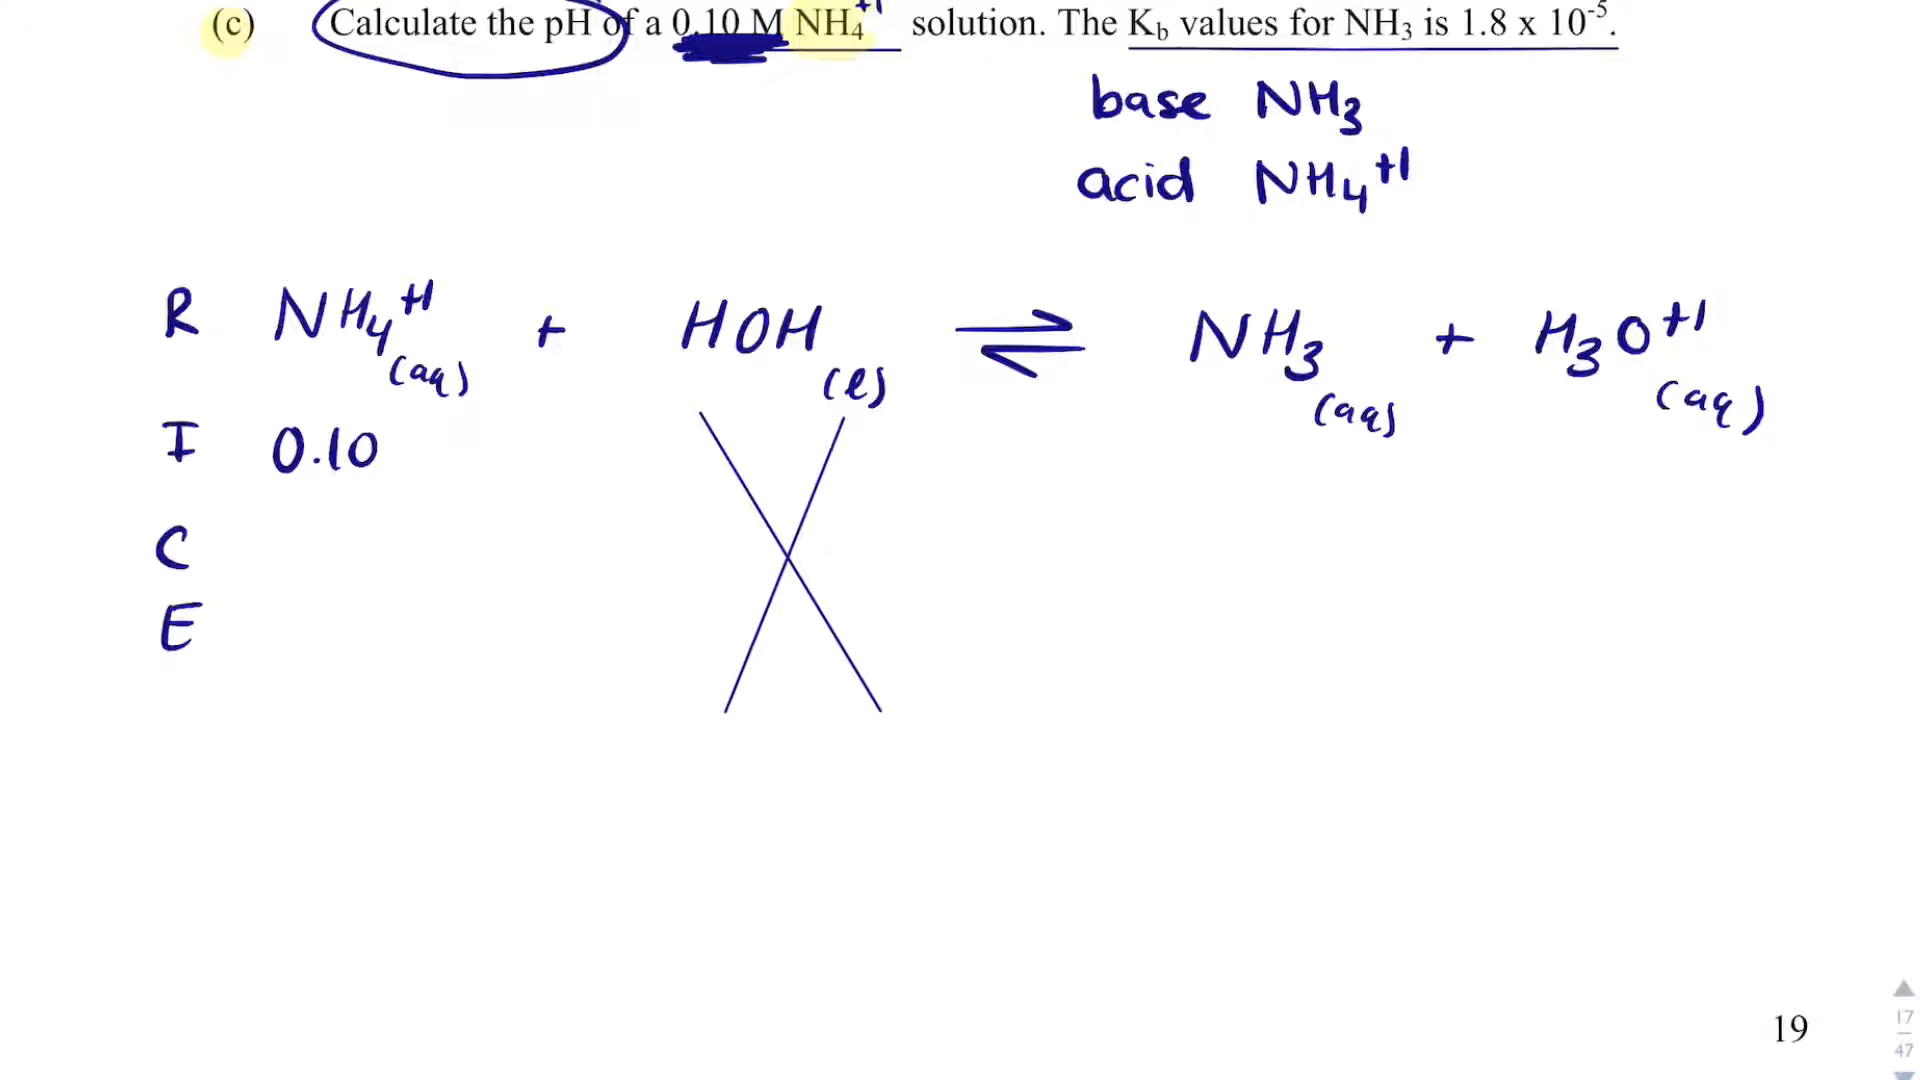 (c) Calculate the pH of a 0.10 M NH₄⁺¹ solution. The K_b values for NH₃ is 1.8 x 10⁻⁵.
base NH₃
acid NH₄⁺¹
R NH₄⁺¹(aq) + HOH(l) ⇌ NH₃(aq) + H₃O⁺¹(aq)
I 0.10
C
E
19
17
47